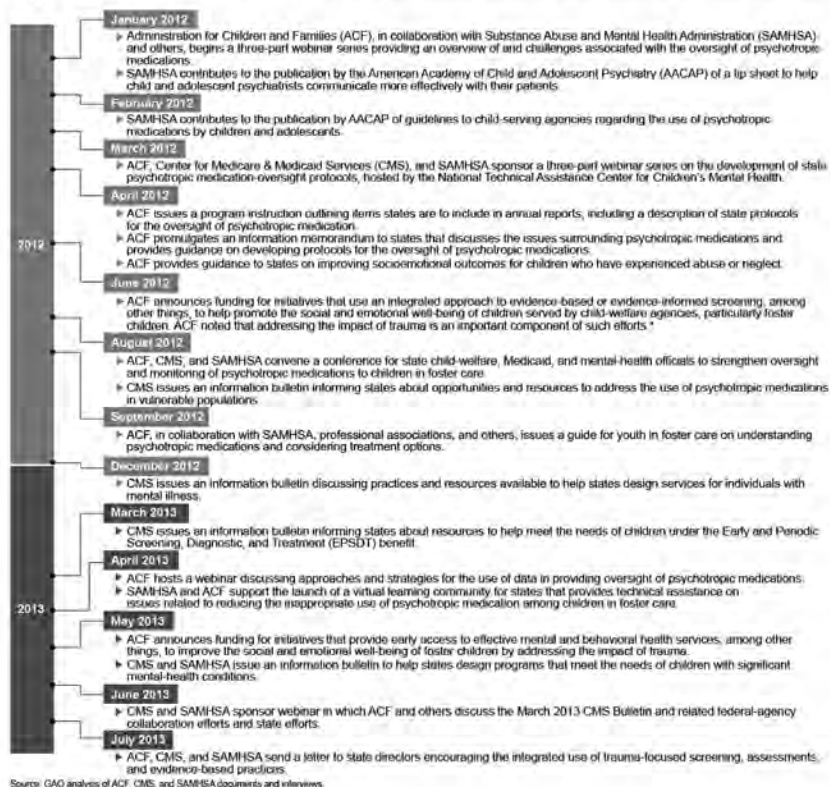 January 2012
▸ Administration for Children and Families (ACF), in collaboration with Substance Abuse and Mental Health Administration (SAMHSA)
and others, begins a three-part webinar series providing an overview of and challenges associated with the oversight of psychotropic
medications.
▸ SAMHSA contributes to the publication by the American Academy of Child and Adolescent Psychiatry (AACAP) of a tip sheet to help
child and adolescent psychiatrists communicate more effectively with their patients.
February 2012
▸ SAMHSA contributes to the publication by AACAP of guidelines to child-serving agencies regarding the use of psychotropic
medications by children and adolescents.
March 2012
▸ ACF, Center for Medicare & Medicaid Services (CMS), and SAMHSA sponsor a three-part webinar series on the development of state
psychotropic medication-oversight protocols, hosted by the National Technical Assistance Center for Children's Mental Health.
April 2012
▸ ACF issues a program instruction outlining items states are to include in annual reports, including a description of state protocols
for the oversight of psychotropic medication.
▸ ACF promulgates an information memorandum to states that discusses the issues surrounding psychotropic medications and
provides guidance on developing protocols for the oversight of psychotropic medications.
▸ ACF provides guidance to states on improving socioemotional outcomes for children who have experienced abuse or neglect.
2012
June 2012
▸ ACF announces funding for initiatives that use an integrated approach to evidence-based or evidence-informed screening, among
other things, to help promote the social and emotional well-being of children served by child-welfare agencies, particularly foster
children. ACF noted that addressing the impact of trauma is an important component of such efforts.
August 2012
▸ ACF, CMS, and SAMHSA convene a conference for state child-welfare, Medicaid, and mental-health officials to strengthen oversight
and monitoring of psychotropic medications to children in foster care.
▸ CMS issues an information bulletin informing states about opportunities and resources to address the use of psychotropic medications
in vulnerable populations.
September 2012
▸ ACF, in collaboration with SAMHSA, professional associations, and others, issues a guide for youth in foster care on understanding
psychotropic medications and considering treatment options.
December 2012
▸ CMS issues an information bulletin discussing practices and resources available to help states design services for individuals with
mental illness.
March 2013
▸ CMS issues an information bulletin informing states about resources to help meet the needs of children under the Early and Periodic
Screening, Diagnostic, and Treatment (EPSDT) benefit.
April 2013
▸ ACF hosts a webinar discussing approaches and strategies for the use of data in providing oversight of psychotropic medications.
▸ SAMHSA and ACF support the launch of a virtual learning community for states that provides technical assistance on
issues related to reducing the inappropriate use of psychotropic medication among children in foster care.
2013
May 2013
▸ ACF announces funding for initiatives that provide early access to effective mental and behavioral health services, among other
things, to improve the social and emotional well-being of foster children by addressing the impact of trauma.
▸ CMS and SAMHSA issue an information bulletin to help states design programs that meet the needs of children with significant
mental-health conditions.
June 2013
▸ CMS and SAMHSA sponsor webinar in which ACF and others discuss the March 2013 CMS Bulletin and related federal-agency
collaboration efforts and state efforts.
July 2013
▸ ACF, CMS, and SAMHSA send a letter to state directors encouraging the integrated use of trauma-focused screening, assessments,
and evidence-based practices.
Source: GAO analysis of ACF, CMS, and SAMHSA documents and interviews.